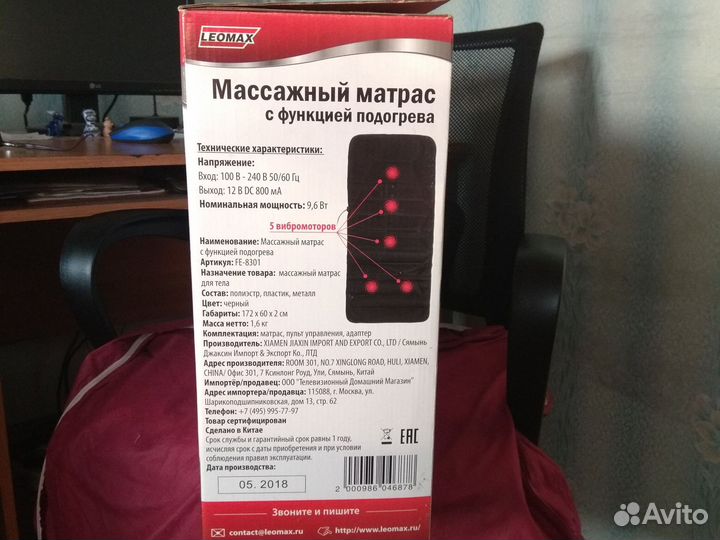 LEOMAX
Массажный матрас
с функцией подогрева
Технические характеристики:
Напряжение:
Вход: 100 В - 240 В 50/60 Гц
Выход: 12 В DC 800 мА
Номинальная мощность: 9,6 Вт
5 вибромоторов
Наименование: Массажный матрас
с функцией подогрева
Артикул: FE-8301
Назначение товара: массажный матрас
для тела
Состав: полиэстр, пластик, металл
Цвет: черный
Габариты: 172 х 60 х 2 см
Масса нетто: 1,6 кг
Комплектация: матрас, пульт управления, адаптер
Производитель: XIAMEN JIAXIN IMPORT AND EXPORT CO., LTD / Сямынь
Джаксин Импорт & Экспорт Ко., ЛТД
Адрес производителя: ROOM 301, NO.7 XINGLONG ROAD, HULI, XIAMEN,
CHINA/ Офис 301, 7 Ксинлонг Роуд, Ули, Сямынь, Китай
Импортёр/продавец: ООО "Телевизионный Домашний Магазин"
Адрес импортера/продавца: 115088, г. Москва, ул.
Шарикоподшипниковская, дом 13, стр. 62
Телефон: +7 (495) 995-77-97
Товар сертифицирован
Сделано в Китае
Срок службы и гарантийный срок равны 1 году,
исчисляя срок с даты приобретения и при условии
соблюдения правил эксплуатации.
Дата производства:
05. 2018
EAC
2 000986 046878
Звоните и пишите
contact@leomax.ru
http://www.leomax.ru/
LG
Avito